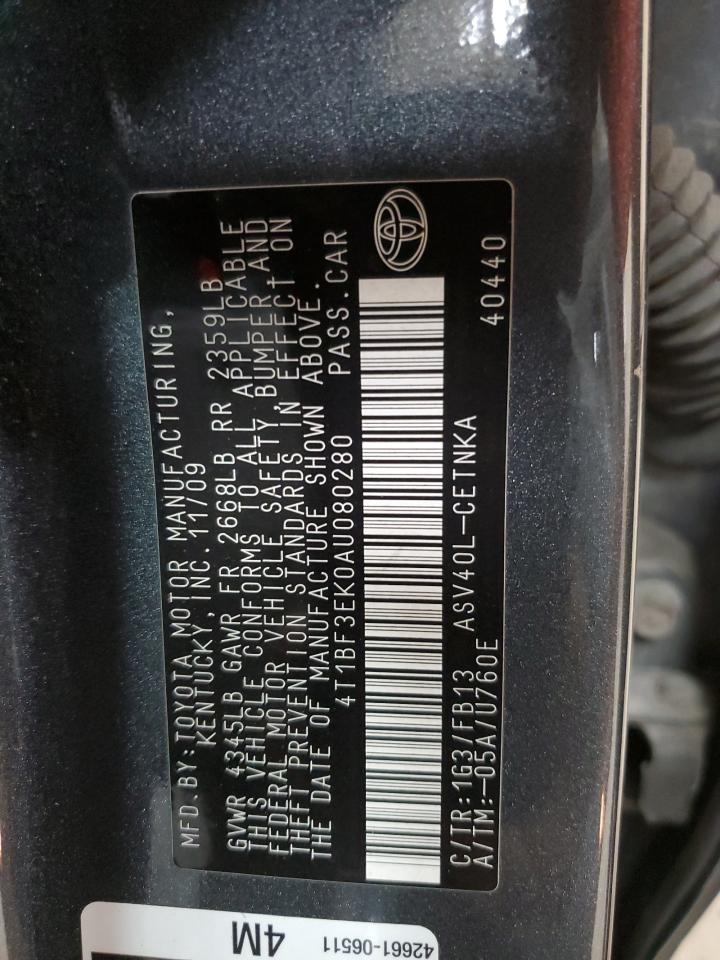 MFD.BY:TOYOTA MOTOR MANUFACTURING,
KENTUCKY, INC. 11/09
GVWR 4345LB GAWR FR 2668LB RR 2359LB
THIS VEHICLE CONFORMS TO ALL APPLICABLE
FEDERAL MOTOR VEHICLE SAFETY BUMPER AND
THEFT PREVENTION STANDARDS IN EFFECT ON
THE DATE OF MANUFACTURE SHOWN ABOVE.
4T1BF3EK0AU080280 PASS.CAR
C/TR:1G3/FB13 ASV40L-CETNKA
A/TM:-05A/U760E 40440
4M
42661-06511